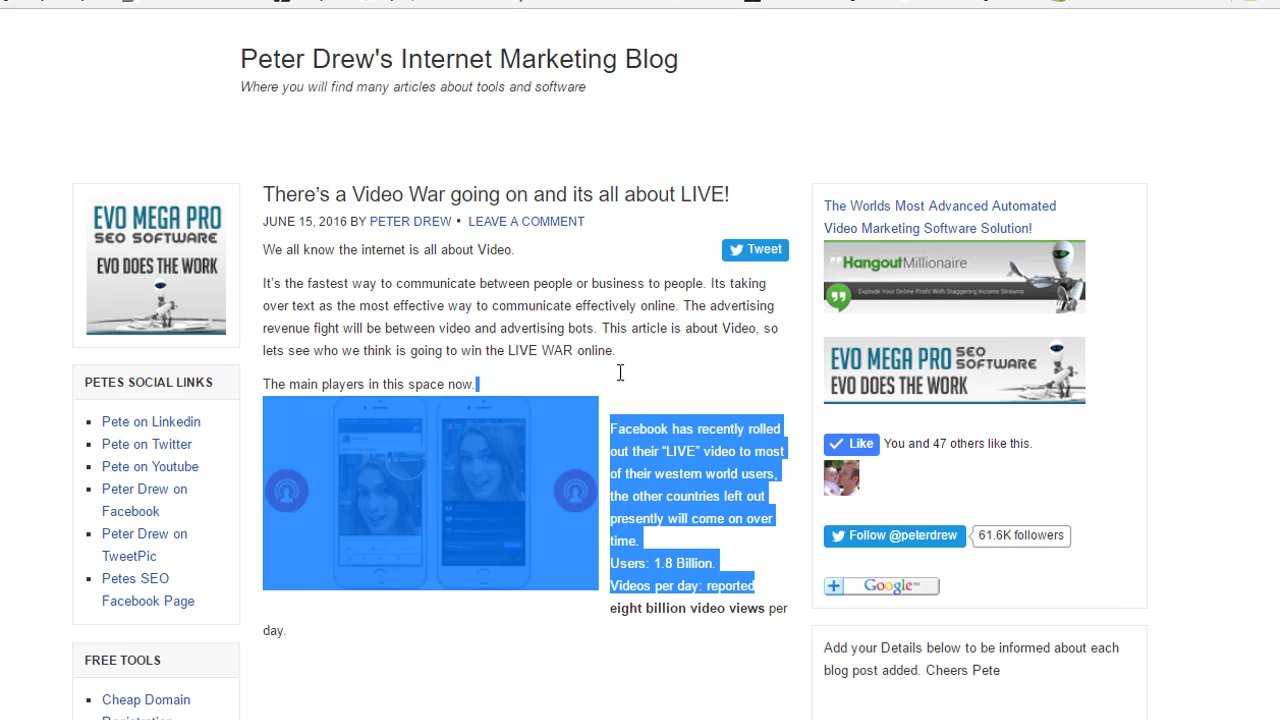 Peter Drew's Internet Marketing Blog
Where you will find many articles about tools and software
EVO MEGA PRO
SEO SOFTWARE
EVO DOES THE WORK
PETES SOCIAL LINKS
Pete on Linkedin
Pete on Twitter
Pete on Youtube
Peter Drew on
Facebook
Peter Drew on
TweetPic
Petes SEO
Facebook Page
FREE TOOLS
Cheap Domain
There's a Video War going on and its all about LIVE!
JUNE 15, 2016 BY PETER DREW • LEAVE A COMMENT
We all know the internet is all about Video.
Tweet
It's the fastest way to communicate between people or business to people. Its taking
over text as the most effective way to communicate effectively online. The advertising
revenue fight will be between video and advertising bots. This article is about Video, so
lets see who we think is going to win the LIVE WAR online.
The main players in this space now.
Facebook has recently rolled
out their “LIVE” video to most
of their western world users,
the other countries left out
presently will come on over
time.
Users: 1.8 Billion.
Videos per day: reported
eight billion video views per
day.
The Worlds Most Advanced Automated
Video Marketing Software Solution!
HangoutMillionaire
Explode Your Online Profit With Staggering Income Streams
EVO MEGA PRO SEO SOFTWARE
EVO DOES THE WORK
Like You and 47 others like this.
Follow @peterdrew 61.6K followers
Google™
Add your Details below to be informed about each
blog post added. Cheers Pete